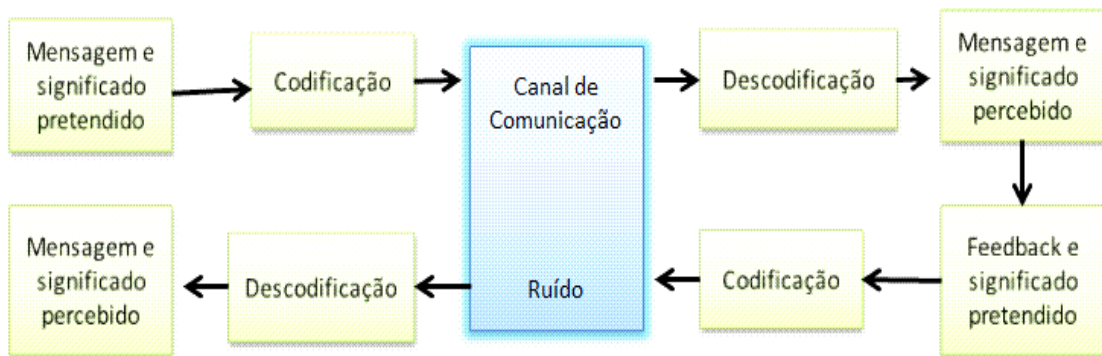 Mensagem e
significado
pretendido
Codificação
Canal de
Comunicação
Descodificação
Mensagem e
significado
percebido
Mensagem e
significado
percebido
Descodificação
Ruído
Codificação
Feedback e
significado
pretendido